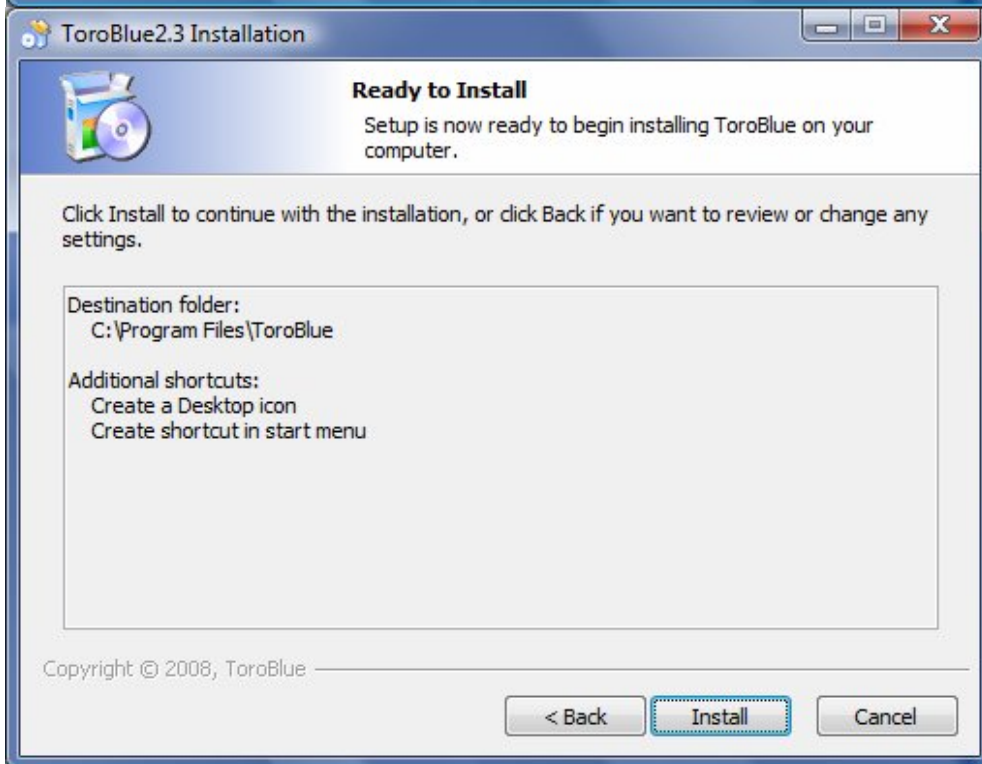 ToroBlue2.3 Installation
Ready to Install
Setup is now ready to begin installing ToroBlue on your
computer.
Click Install to continue with the installation, or click Back if you want to review or change any
settings.
Destination folder:
C:\Program Files\ToroBlue
Additional shortcuts:
Create a Desktop icon
Create shortcut in start menu
Copyright © 2008, ToroBlue
< Back Install Cancel